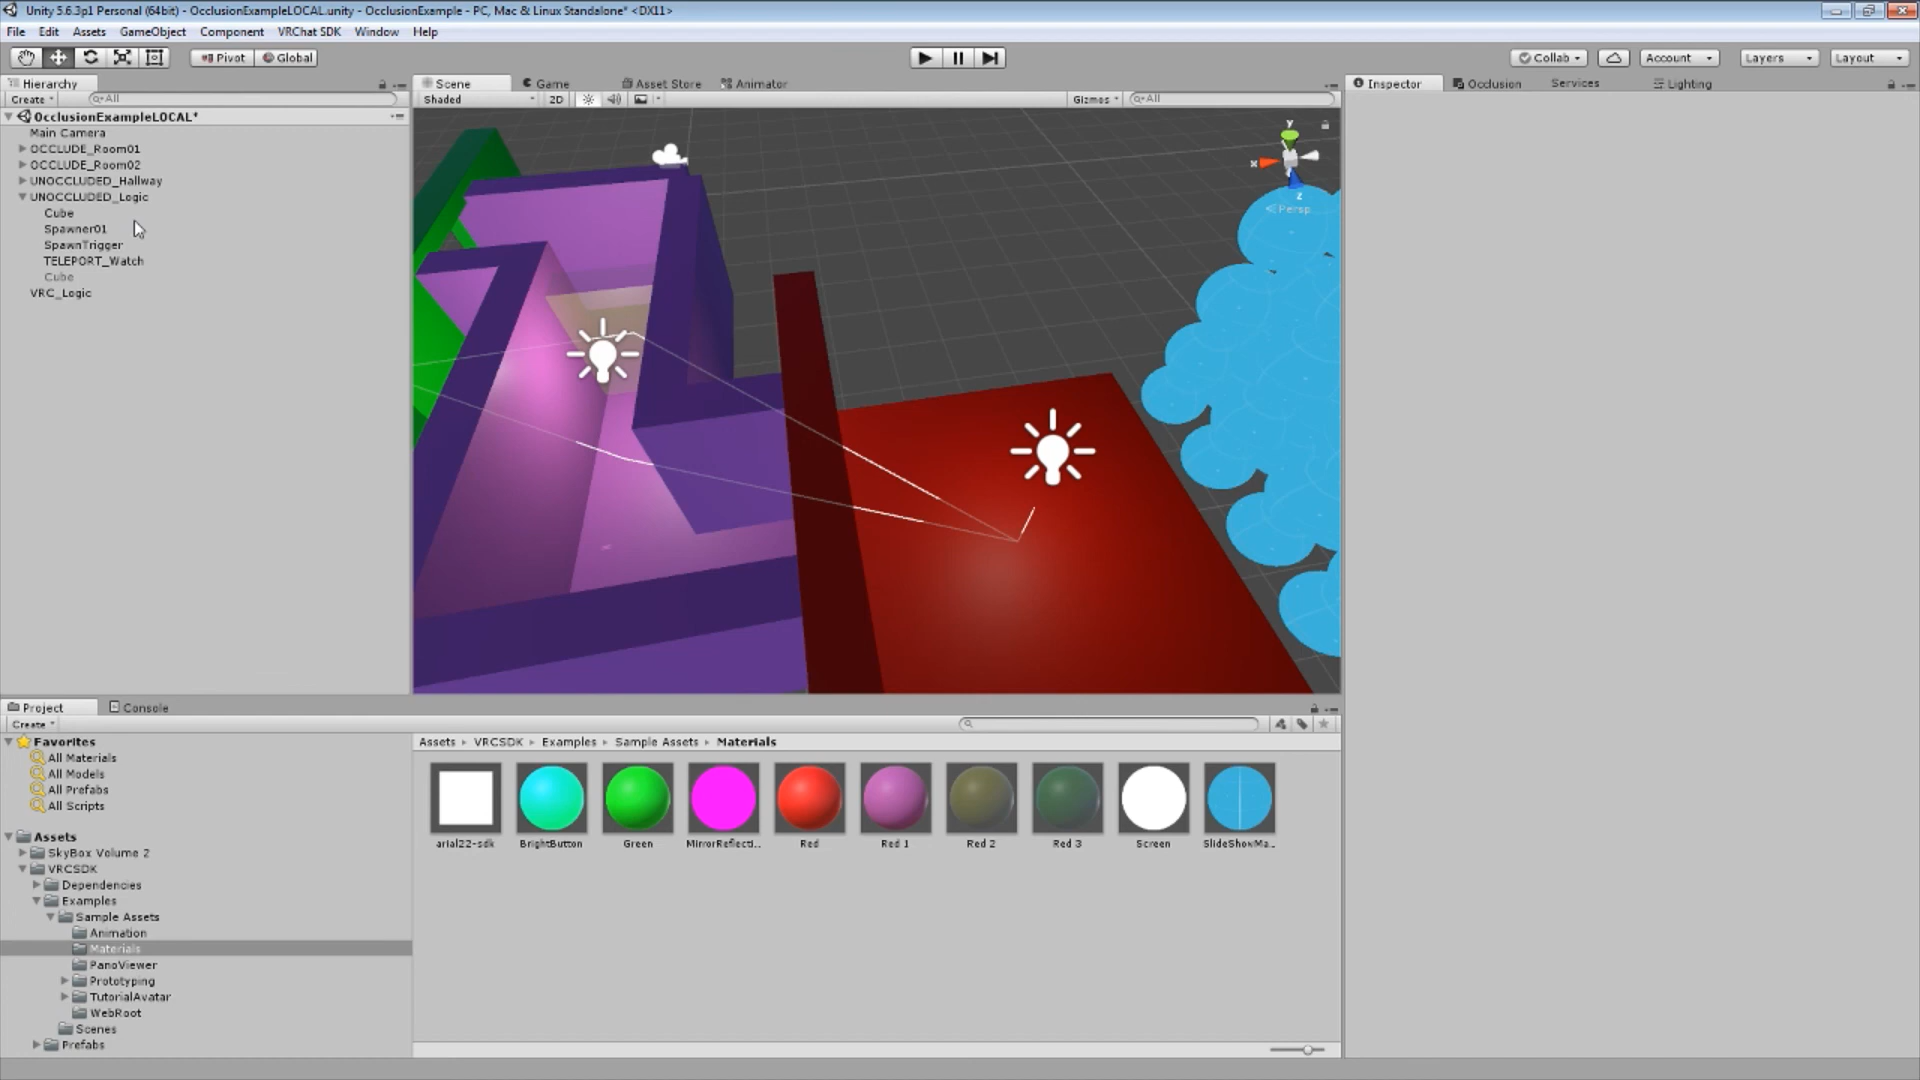 Unity 5.6.3p1 Personal (64bit) - OcclusionExampleLOCAL.unity - OcclusionExample - PC, Mac & Linux Standalone* <DX11>
File Edit Assets GameObject Component VRChat SDK Window Help
Pivot Global Collab Account Layers Layout
Hierarchy
Create All
OcclusionExampleLOCAL*
Main Camera
OCCLUDE_Room01
OCCLUDE_Room02
UNOCCLUDED_Hallway
UNOCCLUDED_Logic
Cube
Spawner01
SpawnTrigger
TELEPORT_Watch
Cube
VRC_Logic
Scene Game Asset Store Animator
Shaded 2D Gizmos All
y
x
z
Persp
Inspector Occlusion Services Lighting
Project Console
Create
Favorites
All Materials
All Models
All Prefabs
All Scripts
Assets
SkyBox Volume 2
VRCSDK
Dependencies
Examples
Sample Assets
Animation
Materials
PanoViewer
Prototyping
TutorialAvatar
WebRoot
Scenes
Prefabs
Assets VRCSDK Examples Sample Assets Materials
arial22-sdk BrightButton Green MirrorReflecti... Red Red 1 Red 2 Red 3 Screen SlideShowMa...